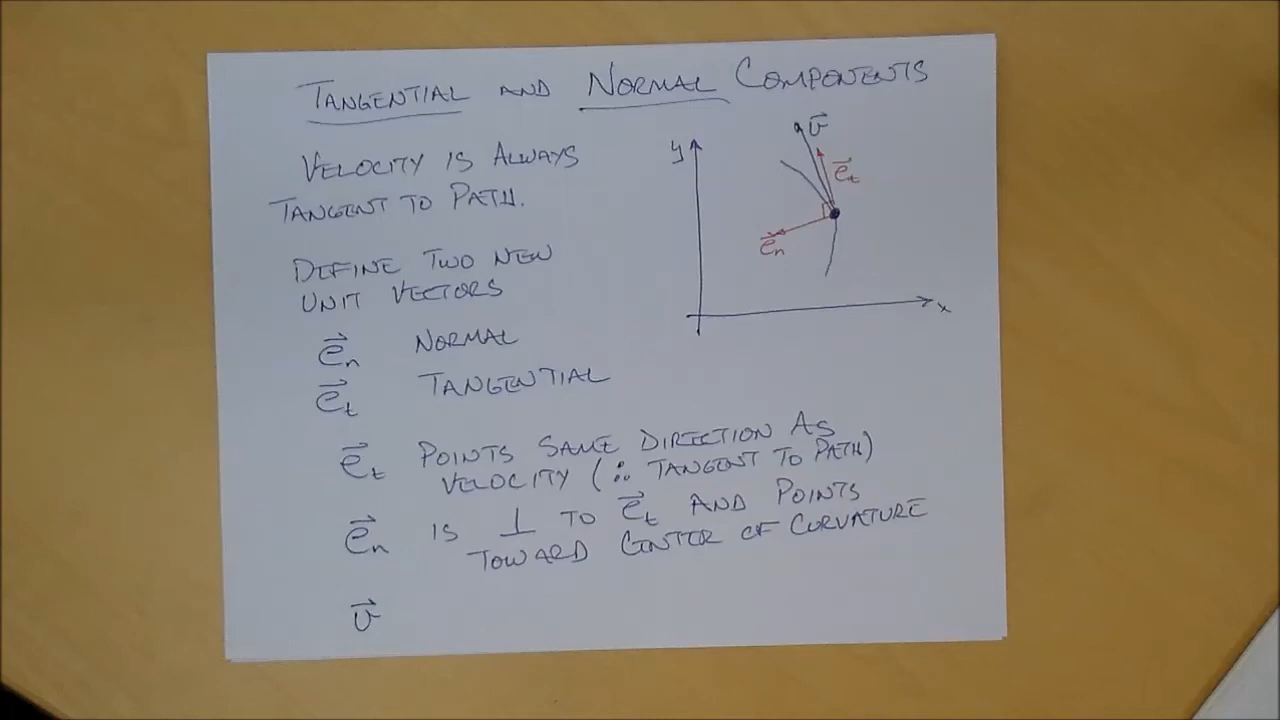 TANGENTIAL AND NORMAL COMPONENTS
VELOCITY IS ALWAYS
TANGENT TO PATH.
DEFINE TWO NEW
UNIT VECTORS
e⃗n NORMAL
e⃗t TANGENTIAL
e⃗t POINTS SAME DIRECTION AS
VELOCITY (∴ TANGENT TO PATH)
e⃗n IS ⊥ TO e⃗t AND POINTS
TOWARD CENTER OF CURVATURE
v⃗
y
v⃗
e⃗t
e⃗n
x